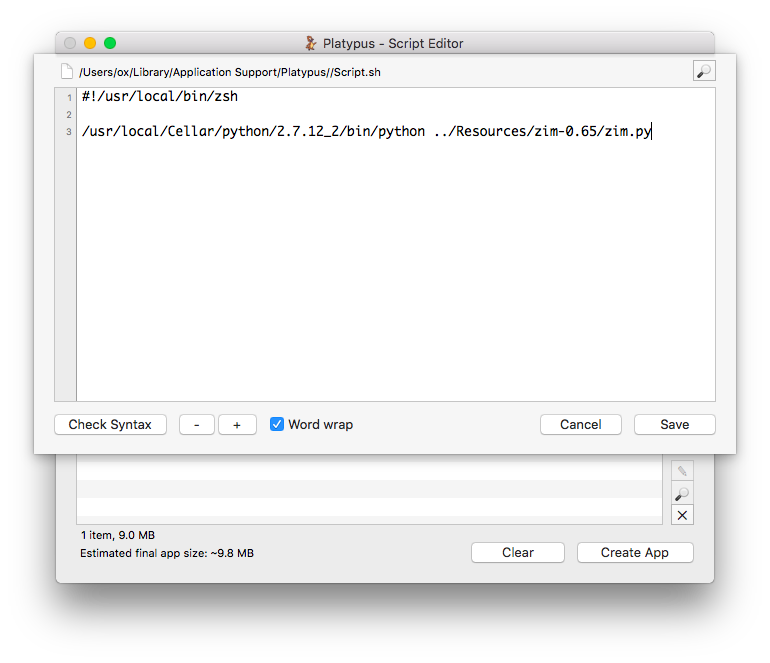 Platypus - Script Editor
/Users/ox/Library/Application Support/Platypus//Script.sh
1 #!/usr/local/bin/zsh
2
3 /usr/local/Cellar/python/2.7.12_2/bin/python ../Resources/zim-0.65/zim.py
Check Syntax - + Word wrap Cancel Save
1 item, 9.0 MB
Estimated final app size: ~9.8 MB
Clear Create App